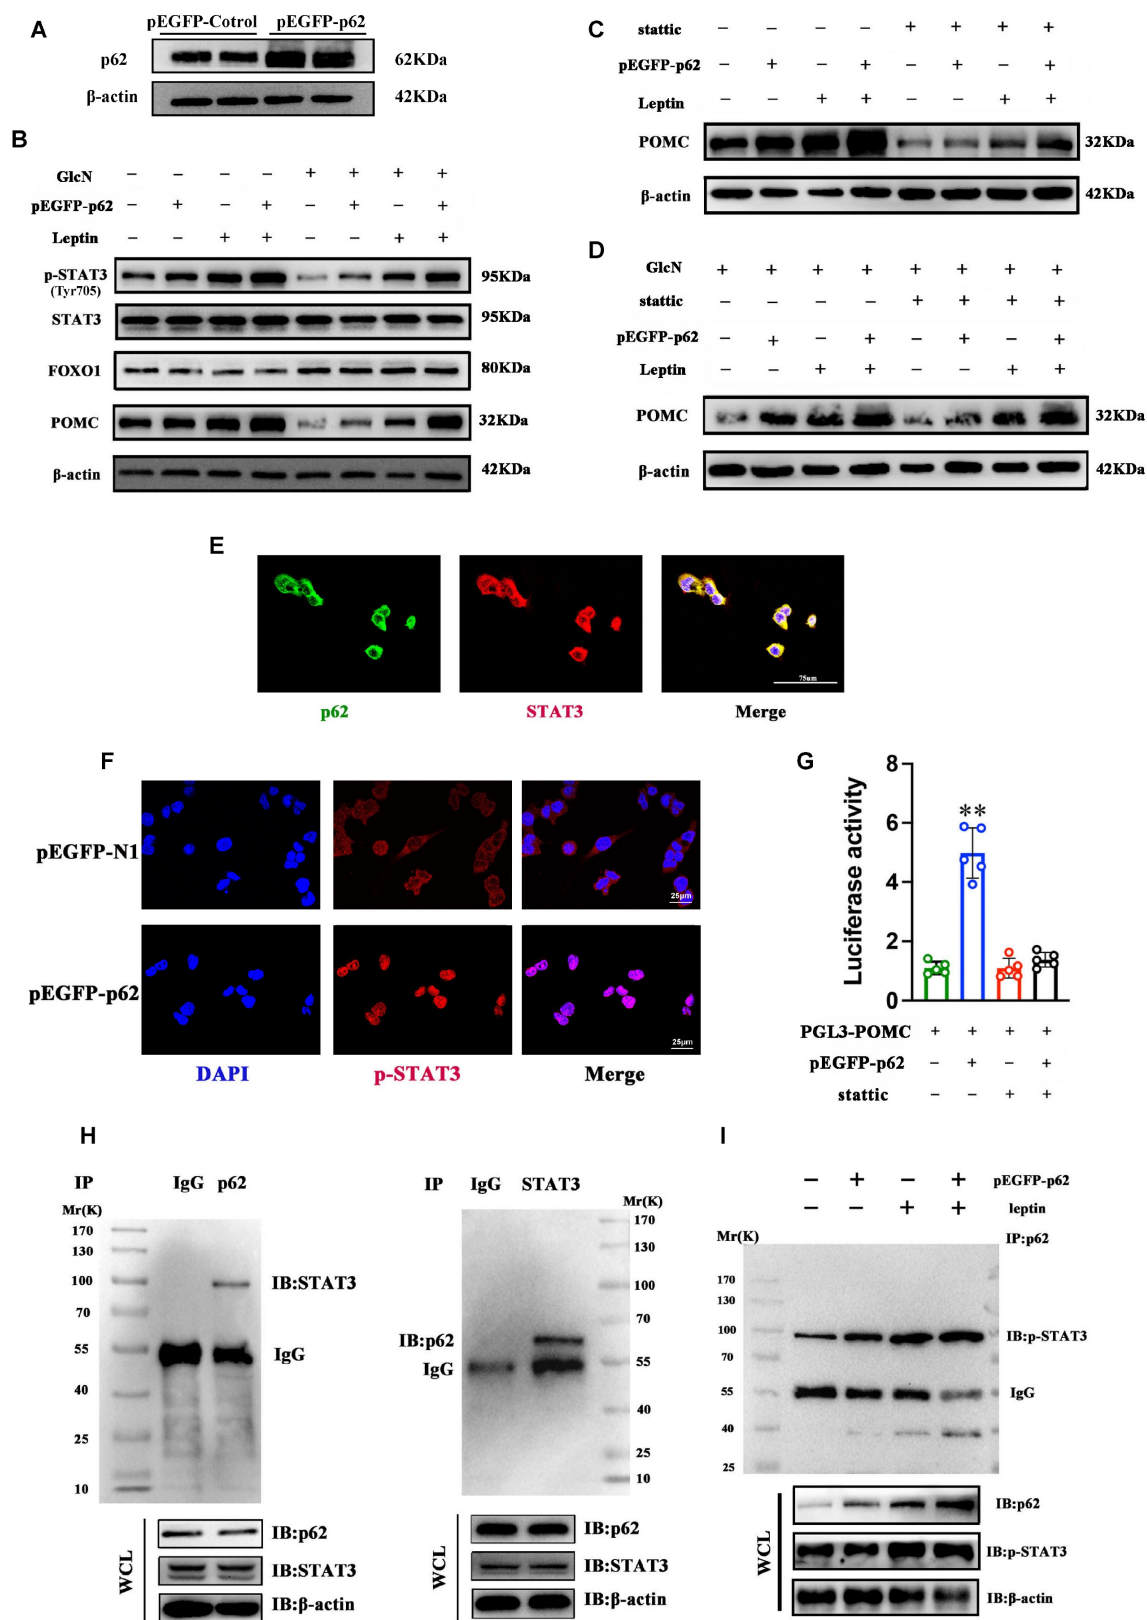 A
pEGFP-Cotrol pEGFP-p62
p62 62KDa
β-actin 42KDa
B
GlcN – – – – + + + +
pEGFP-p62 – + – + – + – +
Leptin – – + + – – + +
p-STAT3 95KDa
(Tyr705)
STAT3 95KDa
FOXO1 80KDa
POMC 32KDa
β-actin 42KDa
C
stattic – – – – + + + +
pEGFP-p62 – + – + – + – +
Leptin – – + + – – + +
POMC 32KDa
β-actin 42KDa
D
GlcN + + + + + + + +
stattic – – – – + + + +
pEGFP-p62 – + – + – + – +
Leptin – – + + – – + +
POMC 32KDa
β-actin 42KDa
E
75um
p62 STAT3 Merge
F
pEGFP-N1
25μm
pEGFP-p62
25μm
DAPI p-STAT3 Merge
G
Luciferase activity
8
6
4
2
0
**
PGL3-POMC + + + +
pEGFP-p62 – + – +
stattic – – + +
H
IP IgG p62
Mr(K)
170
130
100 IB:STAT3
70
55 IgG
40
25
10
WCL
IB:p62
IB:STAT3
IB:β-actin
IP IgG STAT3
Mr(K)
170
130
100
70
IB:p62
IgG 55
40
25
10
WCL
IB:p62
IB:STAT3
IB:β-actin
I
– + – + pEGFP-p62
– – + + leptin
Mr(K) IP:p62
170
130
100 IB:p-STAT3
70
55 IgG
40
25
WCL
IB:p62
IB:p-STAT3
IB:β-actin